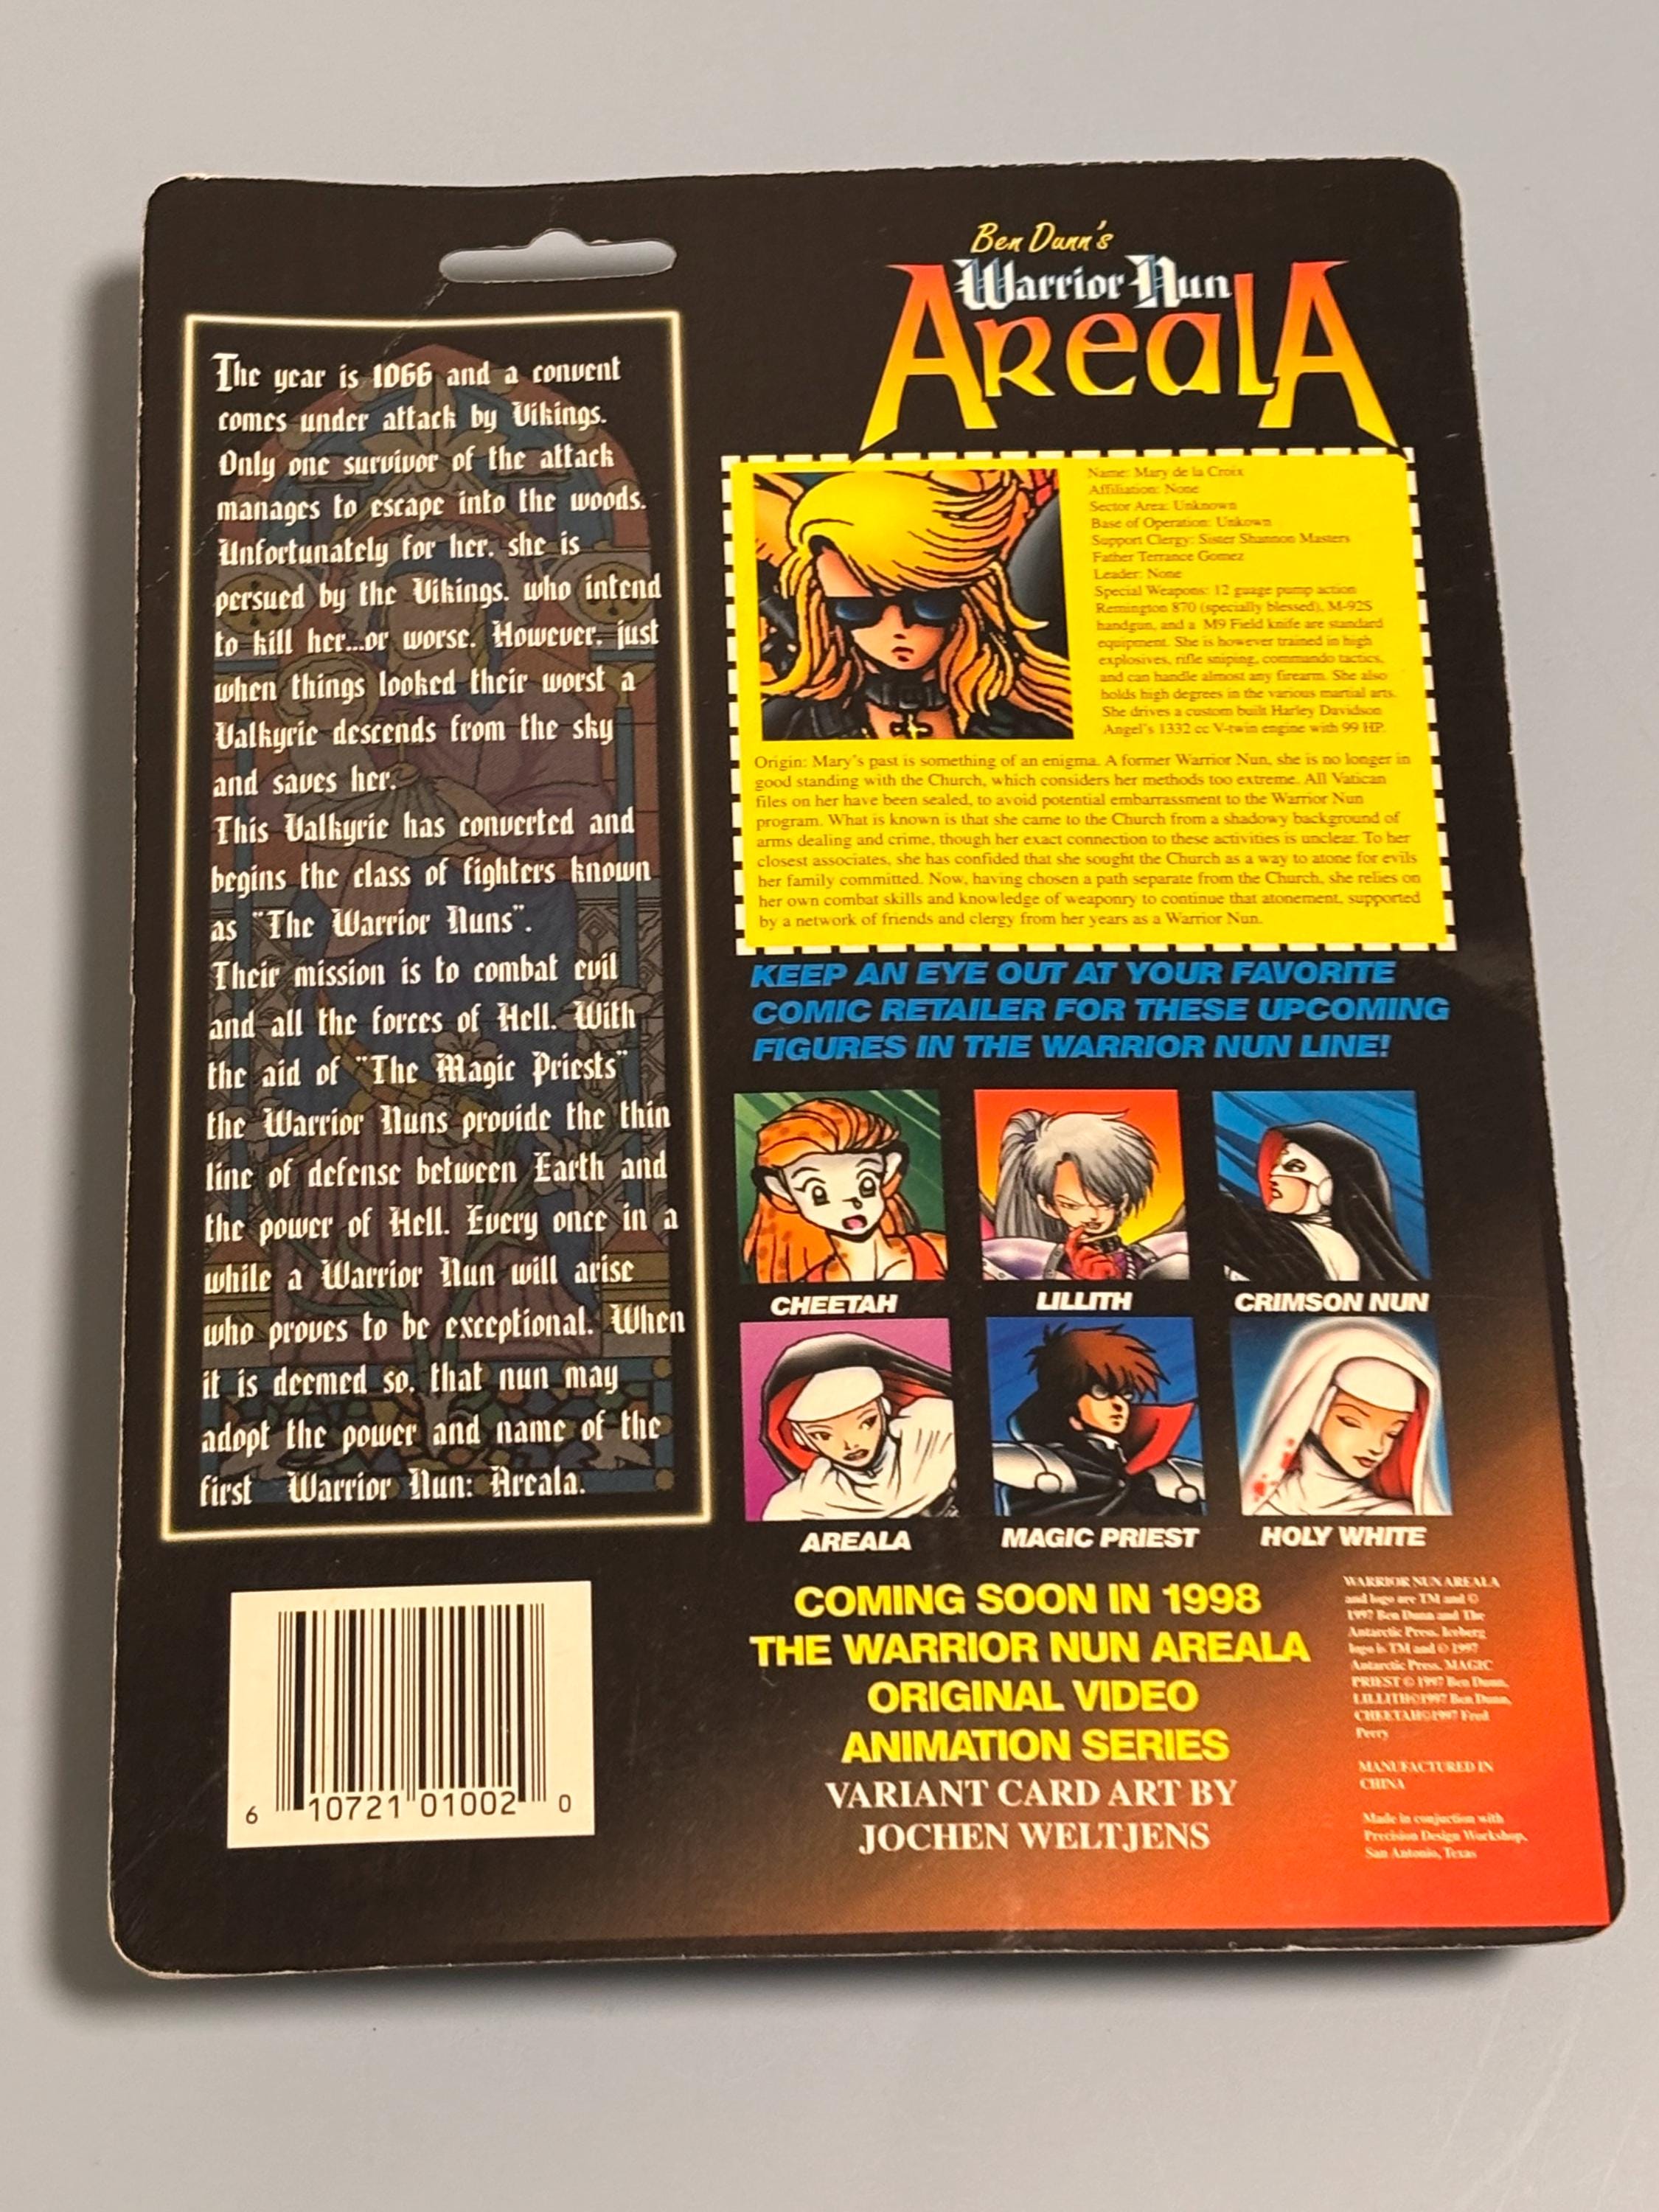 Ben Dunn's
Warrior Nun
AREALA
The year is 1066 and a convent
comes under attack by Vikings.
Only one survivor of the attack
manages to escape into the woods.
Unfortunately for her, she is
persued by the Vikings, who intend
to kill her...or worse. However, just
when things looked their worst a
Valkyrie descends from the sky
and saves her.
This Valkyrie has converted and
begins the class of fighters known
as "The Warrior Nuns".
Their mission is to combat evil
and all the forces of Hell. With
the aid of "The Magic Priests"
the Warrior Nuns provide the thin
line of defense between Earth and
the power of Hell. Every once in a
while a Warrior Nun will arise
who proves to be exceptional. When
it is deemed so, that nun may
adopt the power and name of the
first Warrior Nun: Areala.
Name: Mary de la Croix
Affiliation: None
Sector Area: Unknown
Base of Operation: Unkown
Support Clergy: Sister Shannon Masters
Father Terrance Gomez
Leader: None
Special Weapons: 12 guage pump action
Remington 870 (specially blessed), M-92S
handgun, and a M9 Field knife are standard
equipment. She is however trained in high
explosives, rifle sniping, commando tactics,
and can handle almost any firearm. She also
holds high degrees in the various martial arts.
She drives a custom built Harley Davidson
Angel's 1332 cc V-twin engine with 99 HP.
Origin: Mary's past is something of an enigma. A former Warrior Nun, she is no longer in
good standing with the Church, which considers her methods too extreme. All Vatican
files on her have been sealed, to avoid potential embarrassment to the Warrior Nun
program. What is known is that she came to the Church from a shadowy background of
arms dealing and crime, though her exact connection to these activities is unclear. To her
closest associates, she has confided that she sought the Church as a way to atone for evils
her family committed. Now, having chosen a path separate from the Church, she relies on
her own combat skills and knowledge of weaponry to continue that atonement, supported
by a network of friends and clergy from her years as a Warrior Nun.
KEEP AN EYE OUT AT YOUR FAVORITE
COMIC RETAILER FOR THESE UPCOMING
FIGURES IN THE WARRIOR NUN LINE!
CHEETAH
LILLITH
CRIMSON NUN
AREALA
MAGIC PRIEST
HOLY WHITE
COMING SOON IN 1998
THE WARRIOR NUN AREALA
ORIGINAL VIDEO
ANIMATION SERIES
VARIANT CARD ART BY
JOCHEN WELTJENS
WARRIOR NUN AREALA
and logo are TM and ©
1997 Ben Dunn and The
Antarctic Press. Iceberg
logo is TM and © 1997
Antarctic Press. MAGIC
PRIEST © 1997 Ben Dunn,
LILLITH©1997 Ben Dunn,
CHEETAH©1997 Fred
Perry
MANUFACTURED IN
CHINA
Made in conjuction with
Precision Design Workshop,
San Antonio, Texas
6 10721 01002 0